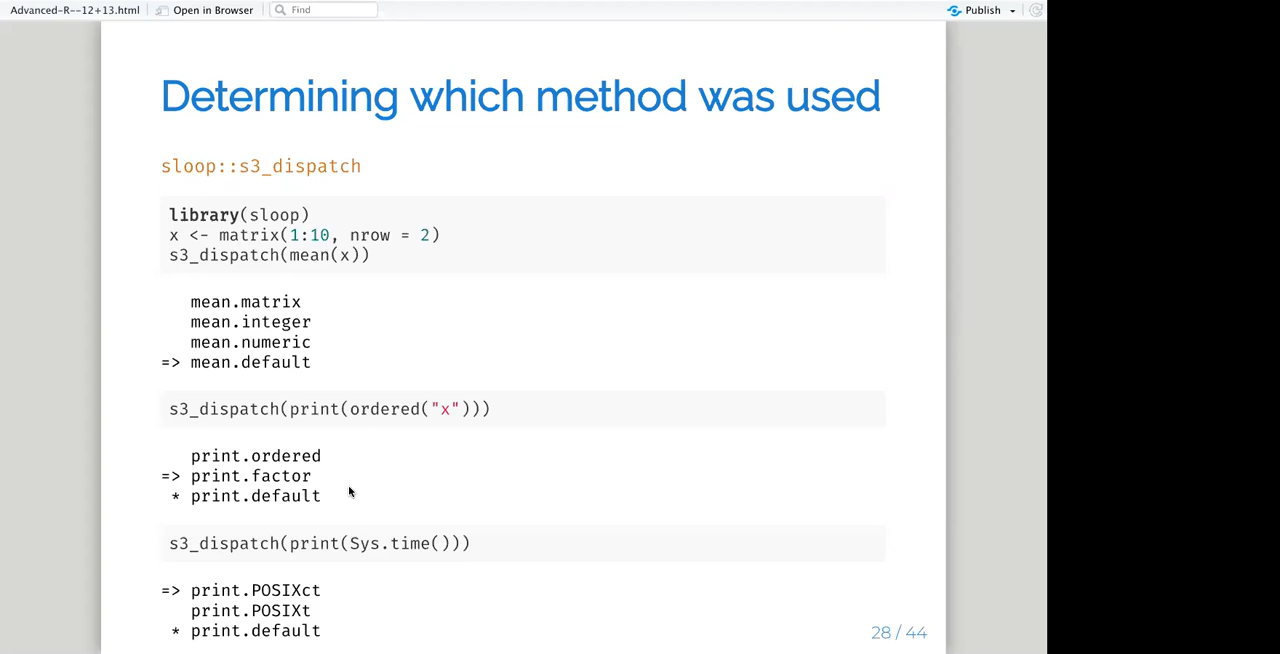 Advanced-R--12+13.html Open in Browser Find Publish
Determining which method was used
sloop::s3_dispatch
library(sloop)
x <- matrix(1:10, nrow = 2)
s3_dispatch(mean(x))
mean.matrix
mean.integer
mean.numeric
=> mean.default
s3_dispatch(print(ordered("x")))
print.ordered
=> print.factor
* print.default
s3_dispatch(print(Sys.time()))
=> print.POSIXct
print.POSIXt
* print.default
28 / 44